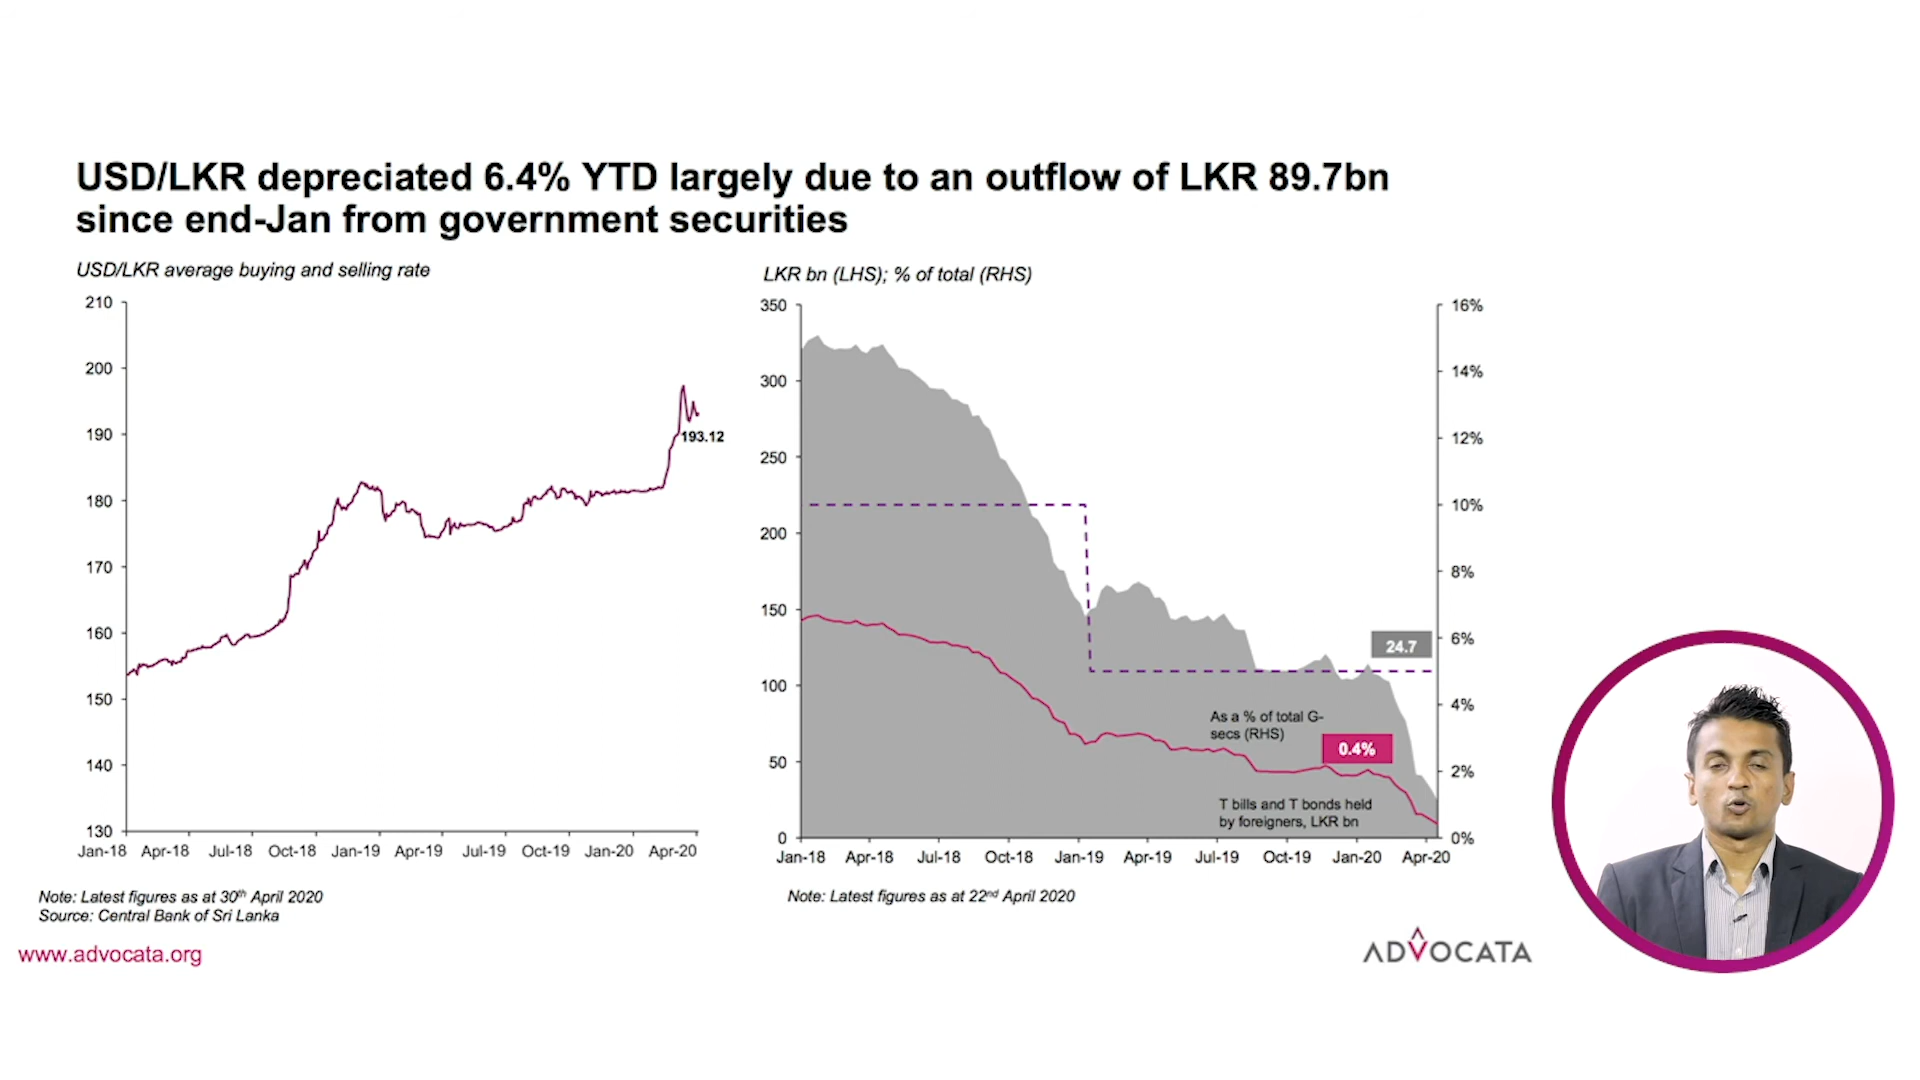 USD/LKR depreciated 6.4% YTD largely due to an outflow of LKR 89.7bn
since end-Jan from government securities
USD/LKR average buying and selling rate
210
200
190
180
170
160
150
140
130
193.12
Jan-18 Apr-18 Jul-18 Oct-18 Jan-19 Apr-19 Jul-19 Oct-19 Jan-20 Apr-20
Note: Latest figures as at 30th April 2020
Source: Central Bank of Sri Lanka
LKR bn (LHS); % of total (RHS)
350
300
250
200
150
100
50
0
16%
14%
12%
10%
8%
6%
4%
2%
0%
24.7
As a % of total G-
secs (RHS)
0.4%
T bills and T bonds held
by foreigners, LKR bn
Jan-18 Apr-18 Jul-18 Oct-18 Jan-19 Apr-19 Jul-19 Oct-19 Jan-20 Apr-20
Note: Latest figures as at 22nd April 2020
www.advocata.org
ADVOCATA